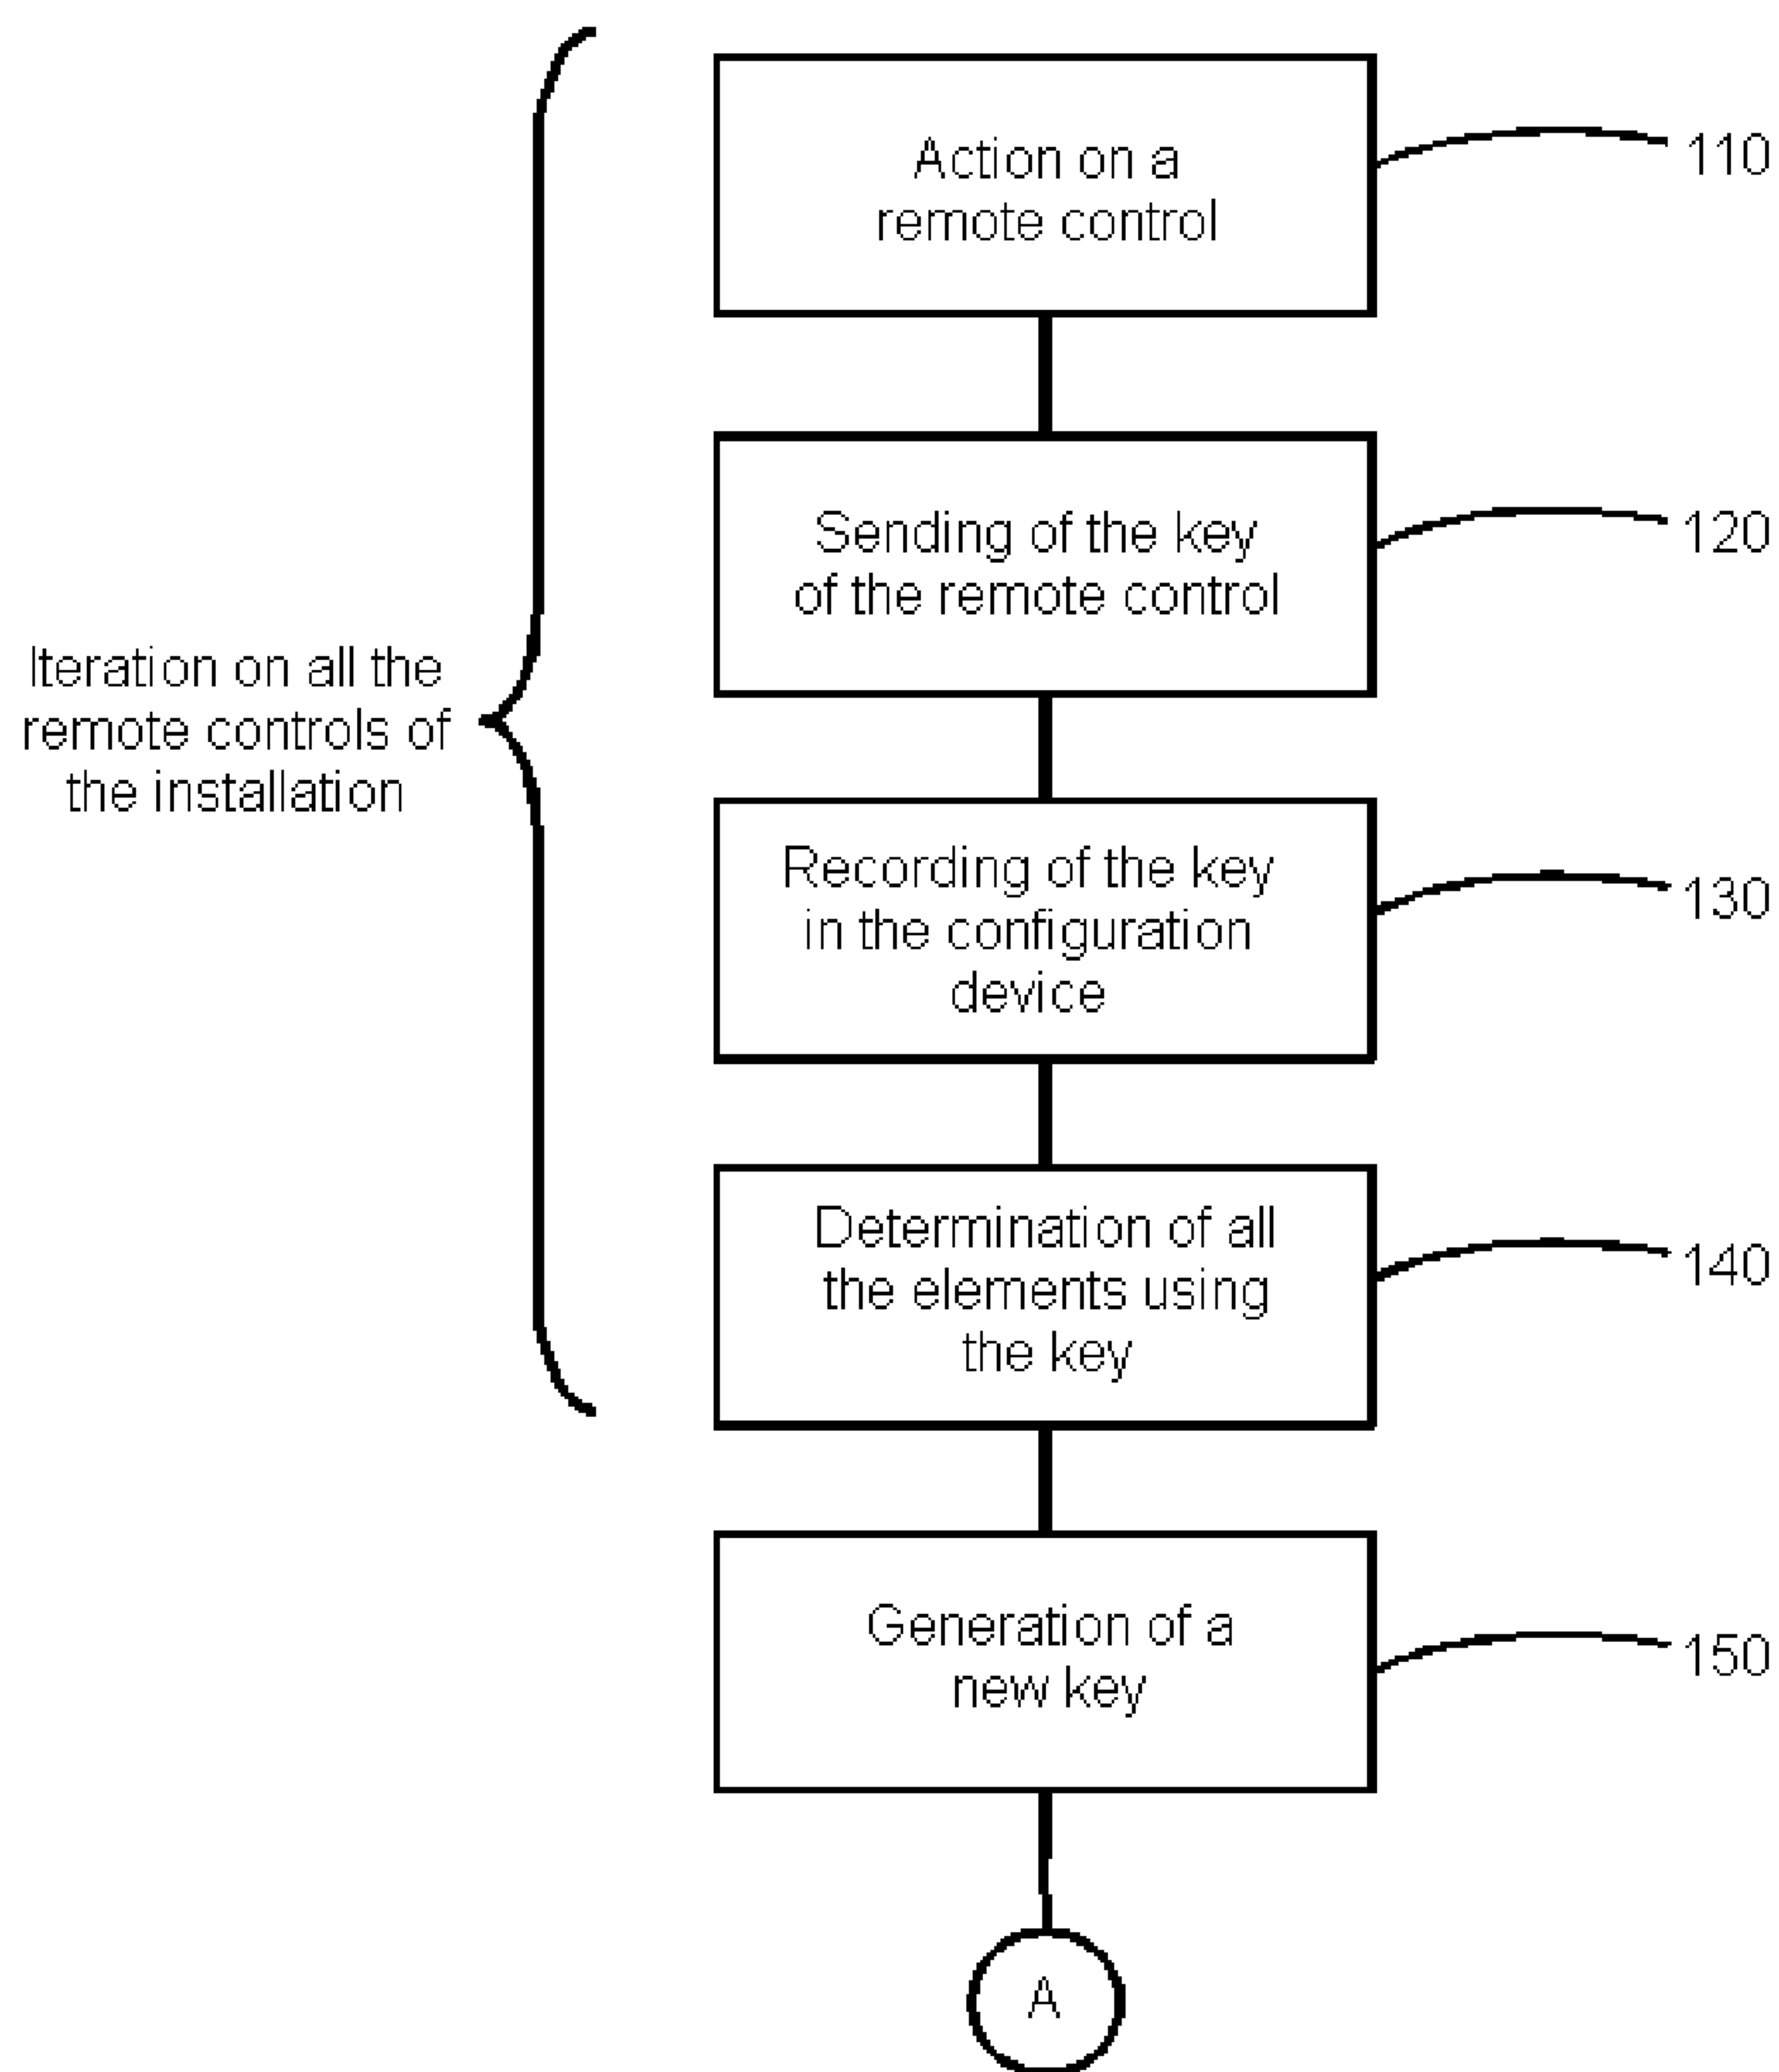 Action on a
remote control
110
Sending of the key
of the remote control
120
Iteration on all the
remote controls of
the installation
Recording of the key
in the configuration
device
130
Determination of all
the elements using
the key
140
Generation of a
new key
150
A